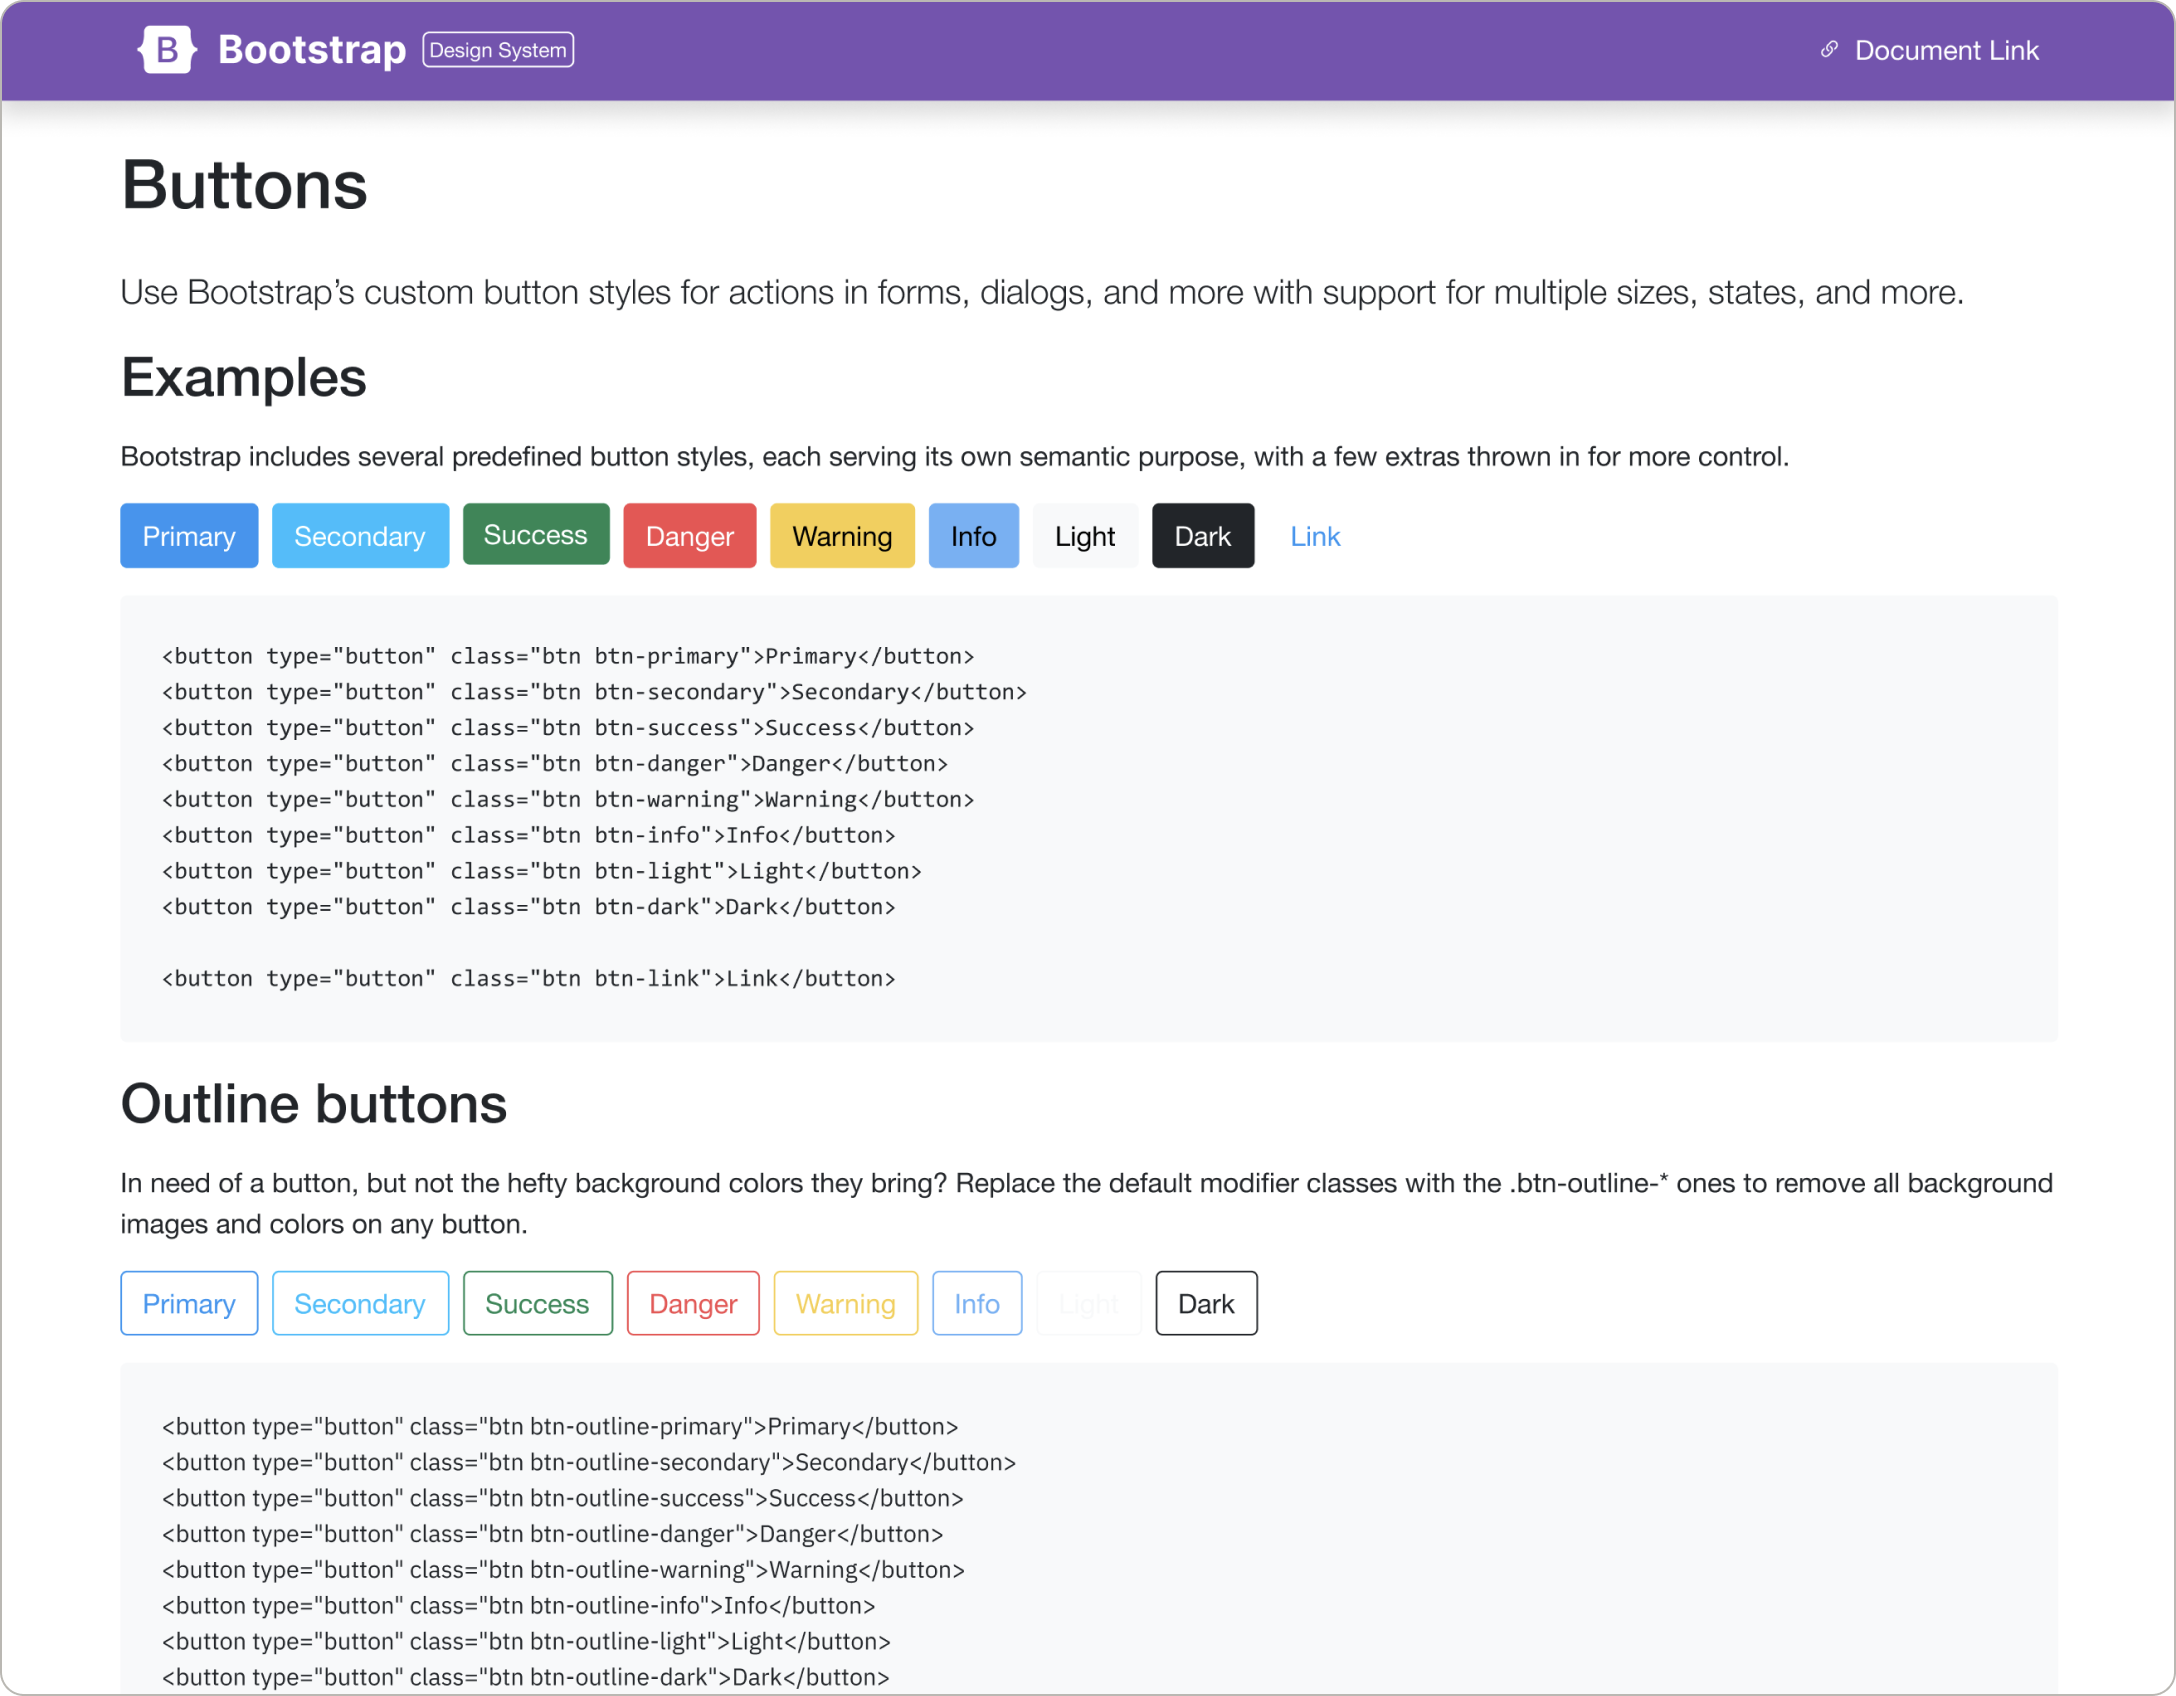 B Bootstrap Design System Document Link
Buttons
Use Bootstrap’s custom button styles for actions in forms, dialogs, and more with support for multiple sizes, states, and more.
Examples
Bootstrap includes several predefined button styles, each serving its own semantic purpose, with a few extras thrown in for more control.
Primary Secondary Success Danger Warning Info Light Dark Link
<button type="button" class="btn btn-primary">Primary</button>
<button type="button" class="btn btn-secondary">Secondary</button>
<button type="button" class="btn btn-success">Success</button>
<button type="button" class="btn btn-danger">Danger</button>
<button type="button" class="btn btn-warning">Warning</button>
<button type="button" class="btn btn-info">Info</button>
<button type="button" class="btn btn-light">Light</button>
<button type="button" class="btn btn-dark">Dark</button>
<button type="button" class="btn btn-link">Link</button>
Outline buttons
In need of a button, but not the hefty background colors they bring? Replace the default modifier classes with the .btn-outline-* ones to remove all background
images and colors on any button.
Primary Secondary Success Danger Warning Info Light Dark
<button type="button" class="btn btn-outline-primary">Primary</button>
<button type="button" class="btn btn-outline-secondary">Secondary</button>
<button type="button" class="btn btn-outline-success">Success</button>
<button type="button" class="btn btn-outline-danger">Danger</button>
<button type="button" class="btn btn-outline-warning">Warning</button>
<button type="button" class="btn btn-outline-info">Info</button>
<button type="button" class="btn btn-outline-light">Light</button>
<button type="button" class="btn btn-outline-dark">Dark</button>